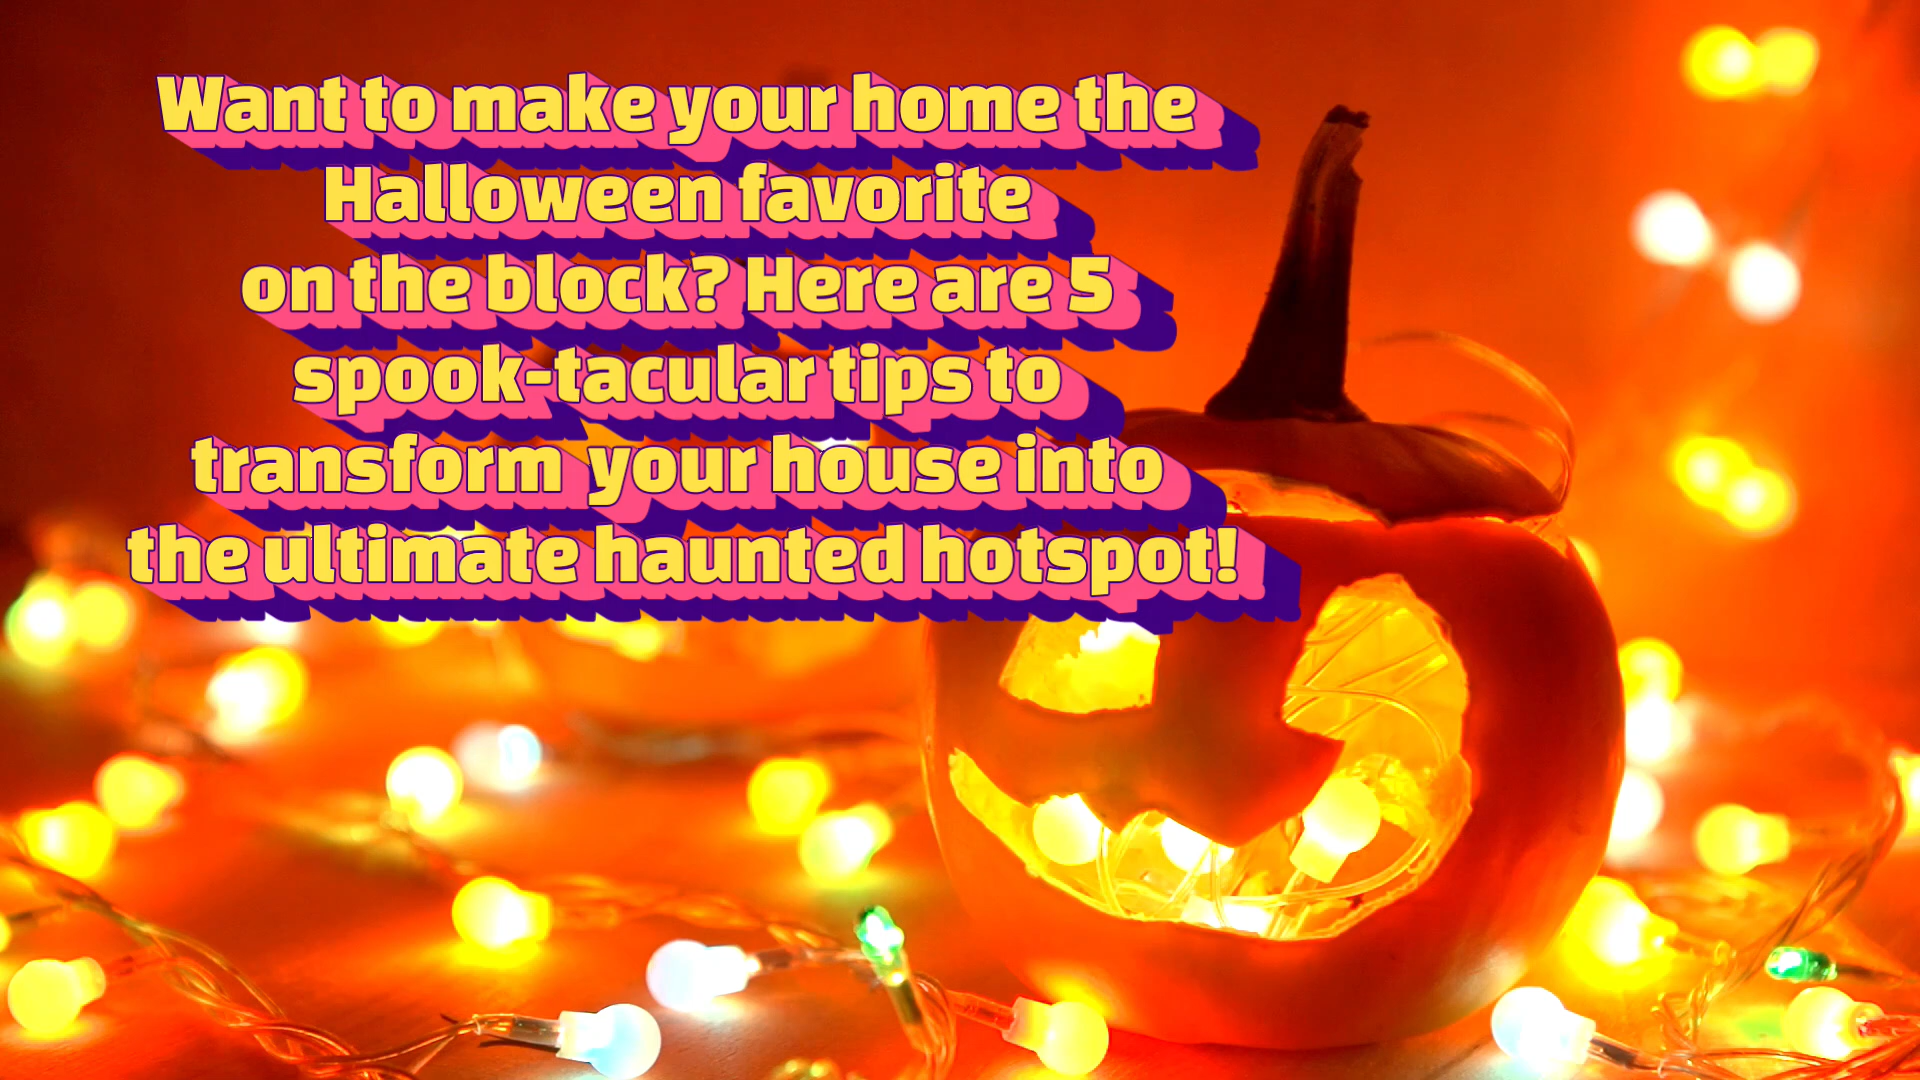 Want to make your home the
Halloween favorite
on the block? Here are 5
spook-tacular tips to
transform  your house into
the ultimate haunted hotspot!